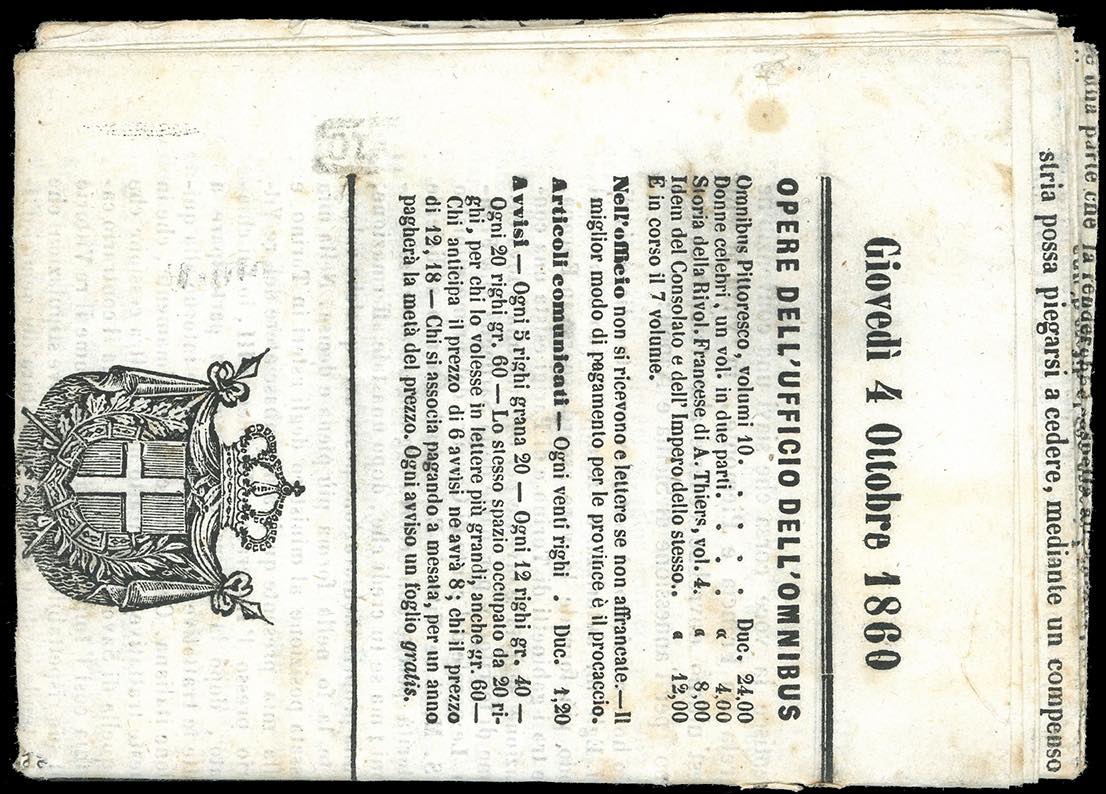 stria possa piegarsi a cedere, mediante un compenso
Giovedì 4 Ottobre 1860
OPERE DELL'UFFICIO DELL'OMNIBUS
Omnibus Pittoresco, volumi 10. . . . Duc. 24,00
Donne celebri, un vol. in due parti. . . . « 4,00
Storia della Rivol. Francese di A. Thiers, vol. 4. « 8,00
Idem del Consolato e dell' Impero dello stesso. . « 12,00
E in corso il 7 volume.
Nell'officio non si ricevono e lettere se non affrancate.—Il
miglior modo di pagamento per le province è il procaccio.
Articoli comunicati — Ogni venti righi . Duc. 1,20
Avvisi — Ogni 5 righi grana 20 — Ogni 12 righi gr. 40 —
Ogni 20 righi gr. 60 — Lo stesso spazio occupato da 20 ri-
ghi, per chi lo volesse in lettere più grandi, anche gr. 60—
Chi anticipa il prezzo di 6 avvisi ne avrà 8; chi il prezzo
di 12, 18 — Chi si associa pagando a mesata, per un anno
pagherà la metà del prezzo. Ogni avviso un foglio gratis.